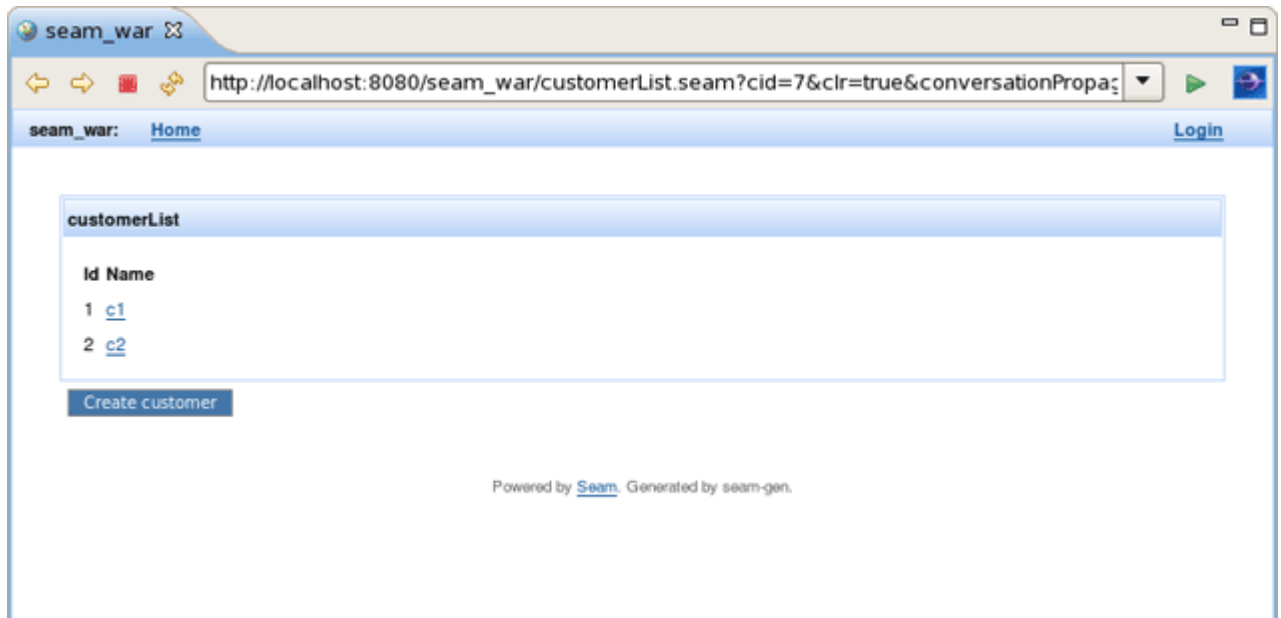 seam_war
http://localhost:8080/seam_war/customerList.seam?cid=7&clr=true&conversationPropag
seam_war: Home Login
customerList
Id Name
1 c1
2 c2
Create customer
Powered by Seam. Generated by seam-gen.